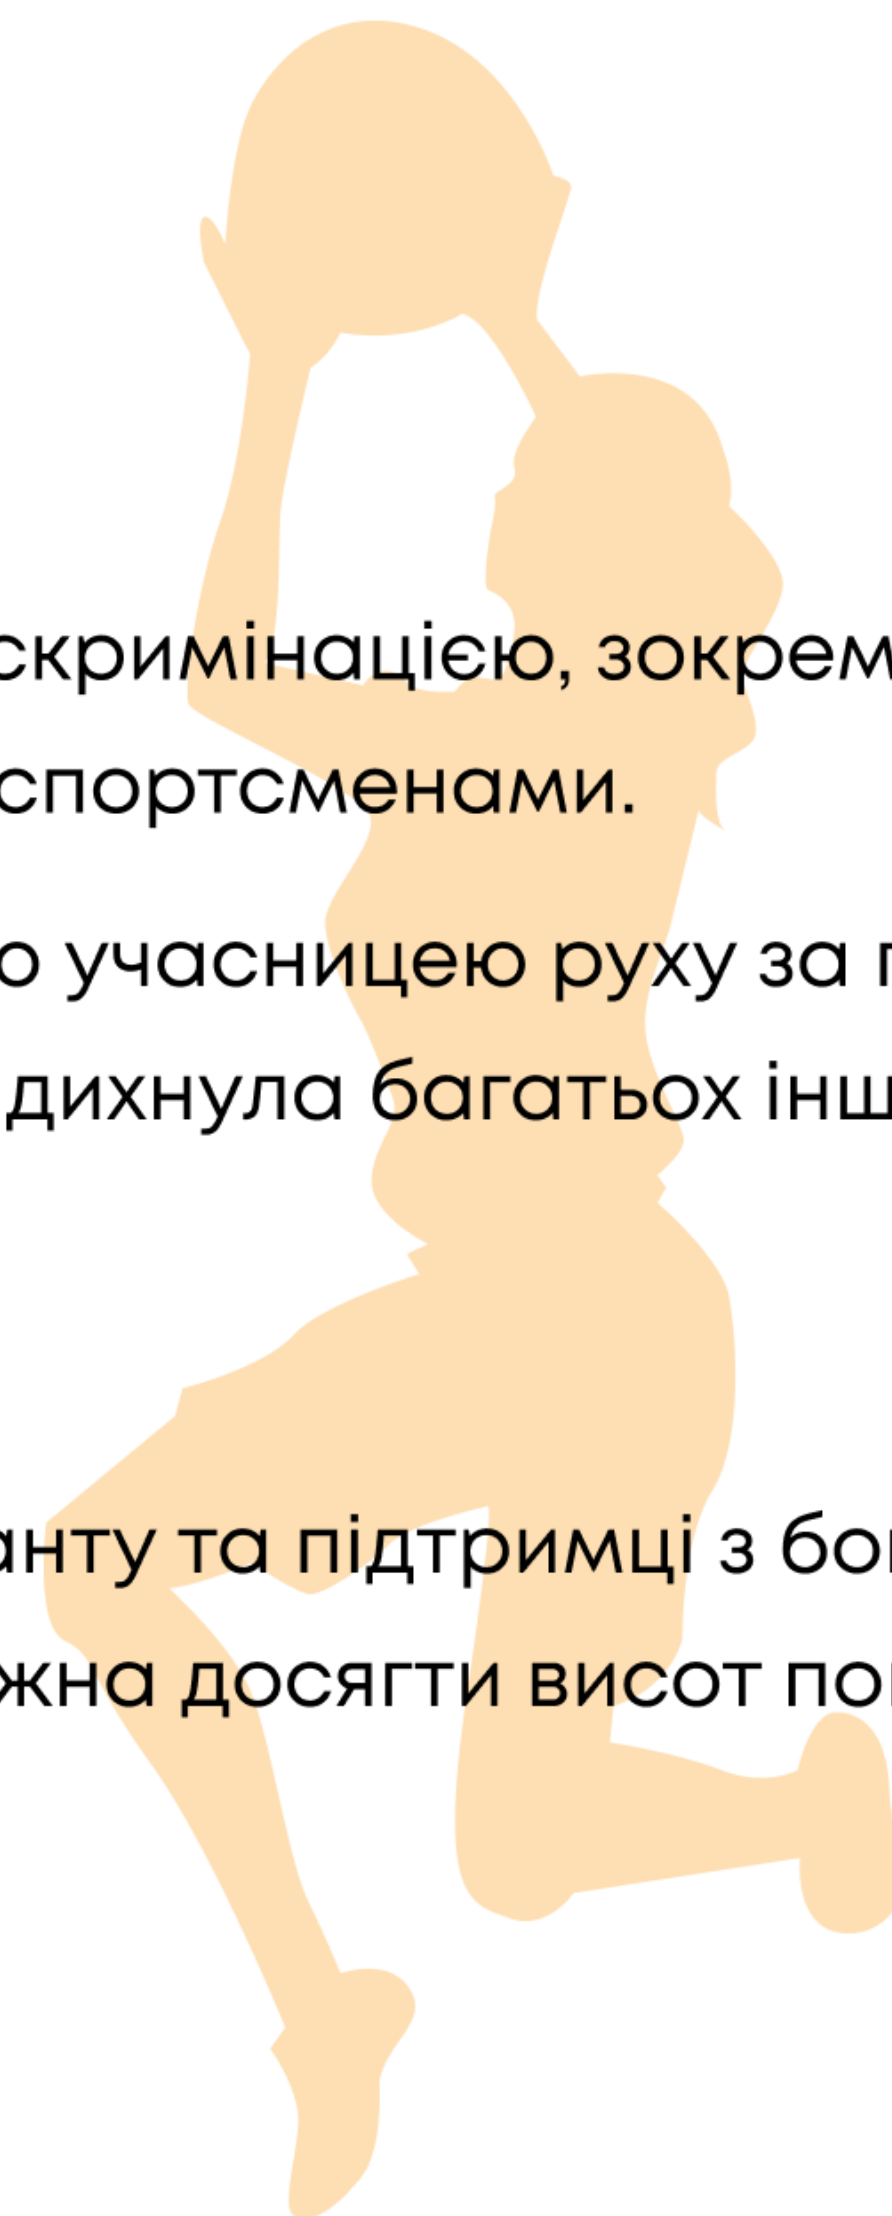 скримінацією, зокрем
спортсменами.
о учасницею руху за
дихнула багатьох інш
анту та підтримці з бо
жна досягти висот по